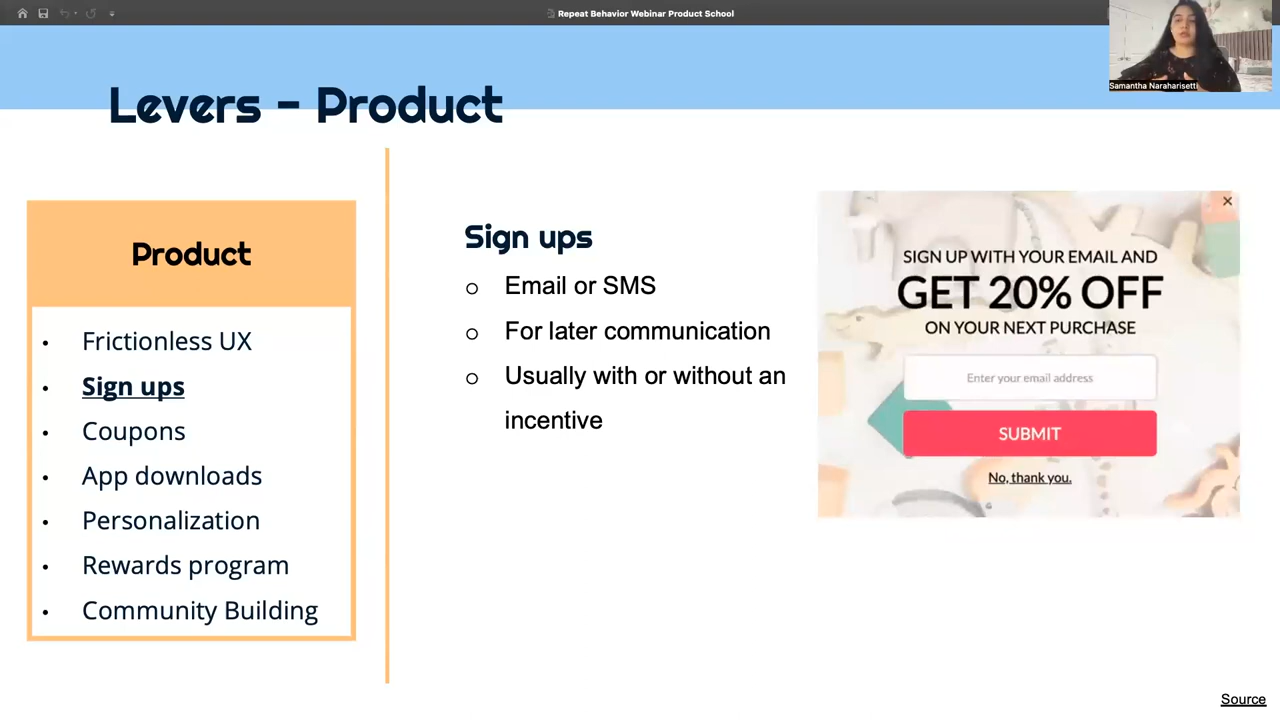 Repeat Behavior Webinar Product School
Samantha Naraharisetti
Levers - Product
Product
• Frictionless UX
• Sign ups
• Coupons
• App downloads
• Personalization
• Rewards program
• Community Building
Sign ups
o Email or SMS
o For later communication
o Usually with or without an
incentive
SIGN UP WITH YOUR EMAIL AND
GET 20% OFF
ON YOUR NEXT PURCHASE
Enter your email address
SUBMIT
No, thank you.
Source